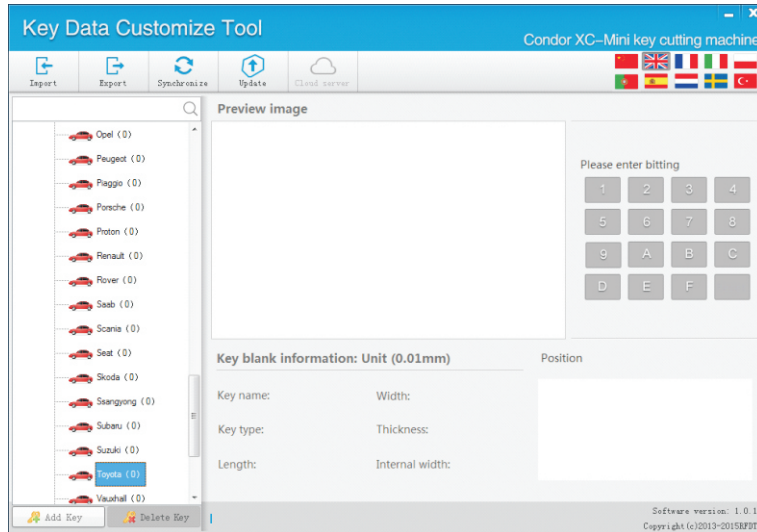 Key Data Customize Tool
Condor XC-Mini key cutting machine
Import
Export
Synchronize
Update
Cloud server
Preview image
Opel (0)
Peugeot (0)
Piaggio (0)
Porsche (0)
Proton (0)
Renault (0)
Rover (0)
Saab (0)
Scania (0)
Seat (0)
Skoda (0)
Ssangyong (0)
Subaru (0)
Suzuki (0)
Toyota (0)
Vauxhall (0)
Add Key
Delete Key
Please enter bitting
1 2 3 4
5 6 7 8
9 A B C
D E F
Key blank information: Unit (0.01mm)
Key name:
Width:
Key type:
Thickness:
Length:
Internal width:
Position
Software version: 1.0.1
Copyright (c)2013-2015RFDT